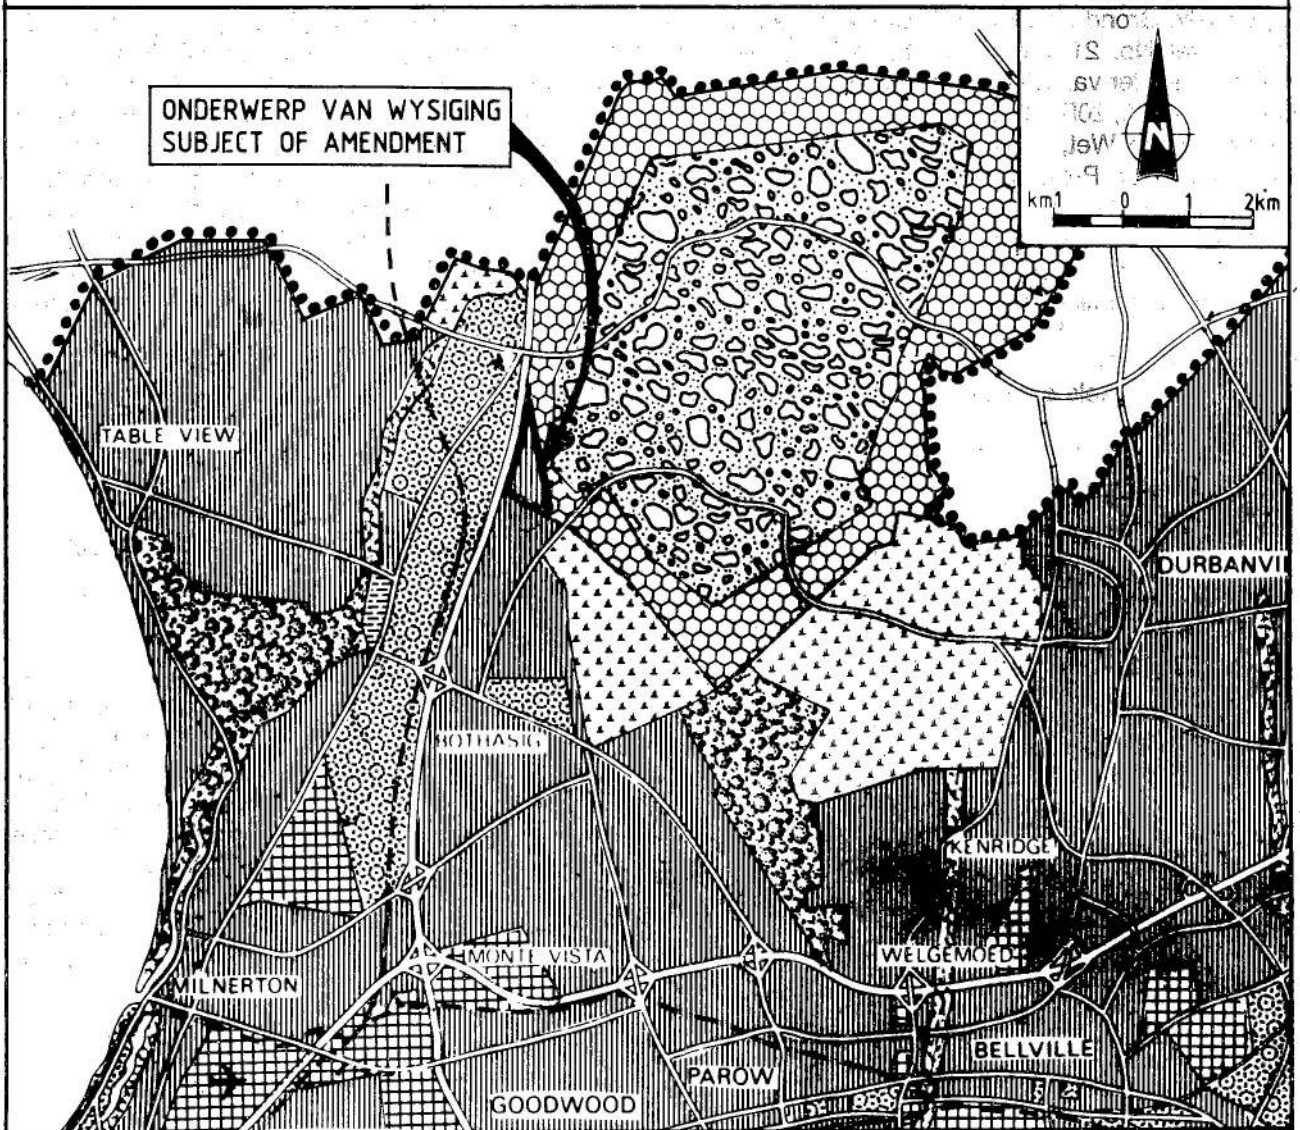 ONDERWERP VAN WYSIGING
SUBJECT OF AMENDMENT
N
km1 0 1 2km
TABLE VIEW
DURBANVI
BOTHASIG
KENRIDGE
MONTE VISTA
WELGEMOED
MILNERTON
BELLVILLE
PAROW
GOODWOOD